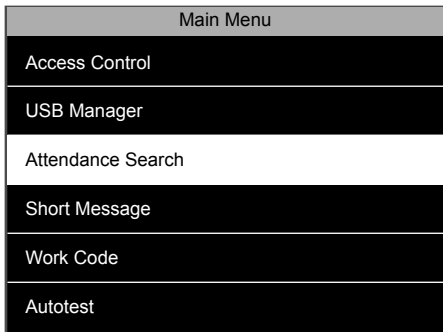 Main Menu
Access Control
USB Manager
Attendance Search
Short Message
Work Code
Autotest